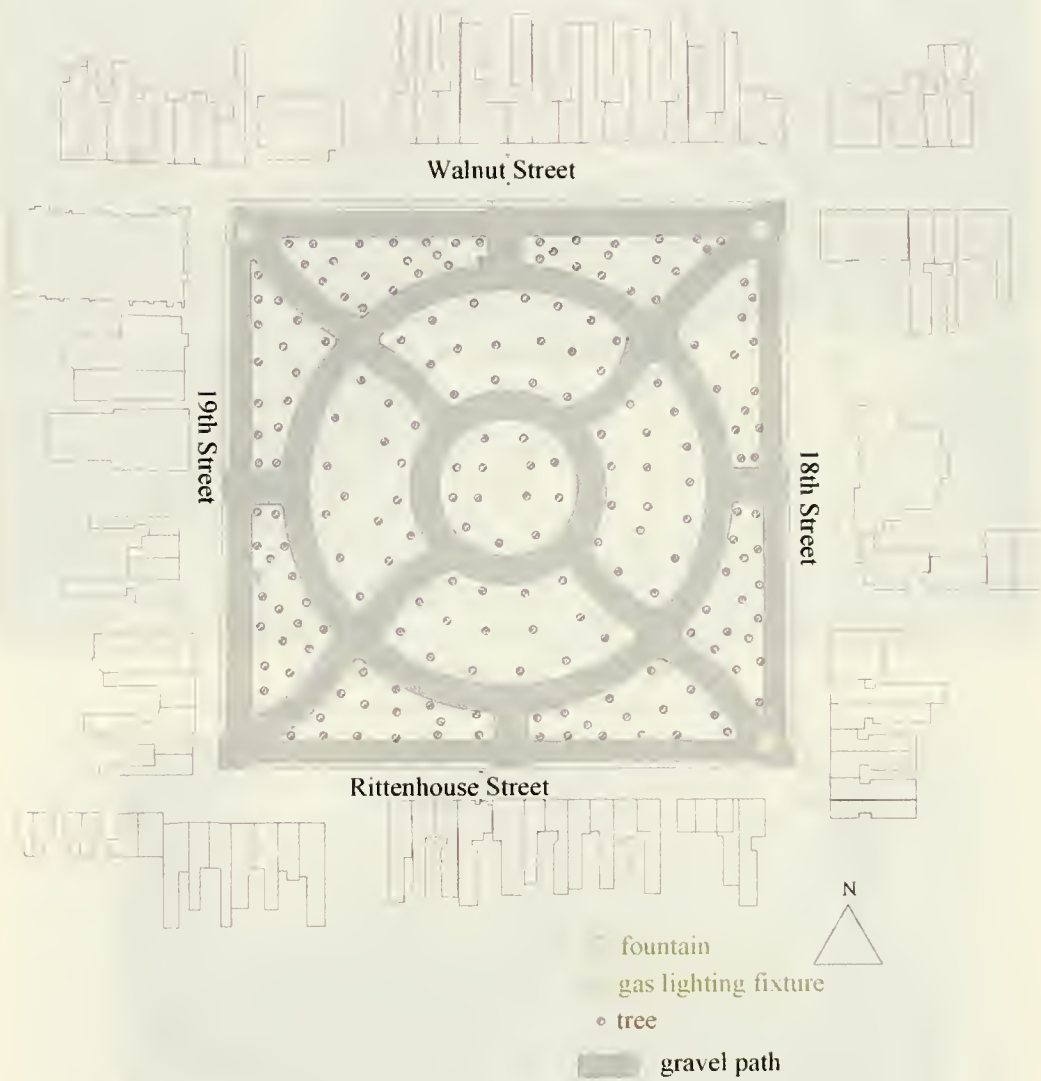 Walnut Street
19th Street
18th Street
Rittenhouse Street
N
fountain
gas lighting fixture
tree
gravel path